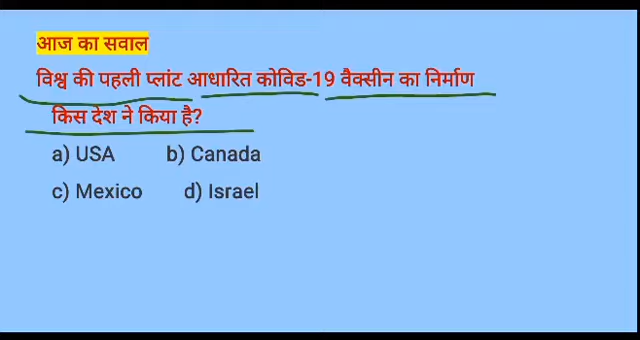 आज का सवाल
विश्व की पहली प्लांट आधारित कोविड-19 वैक्सीन का निर्माण
किस देश ने किया है?
a) USA b) Canada
c) Mexico d) Israel